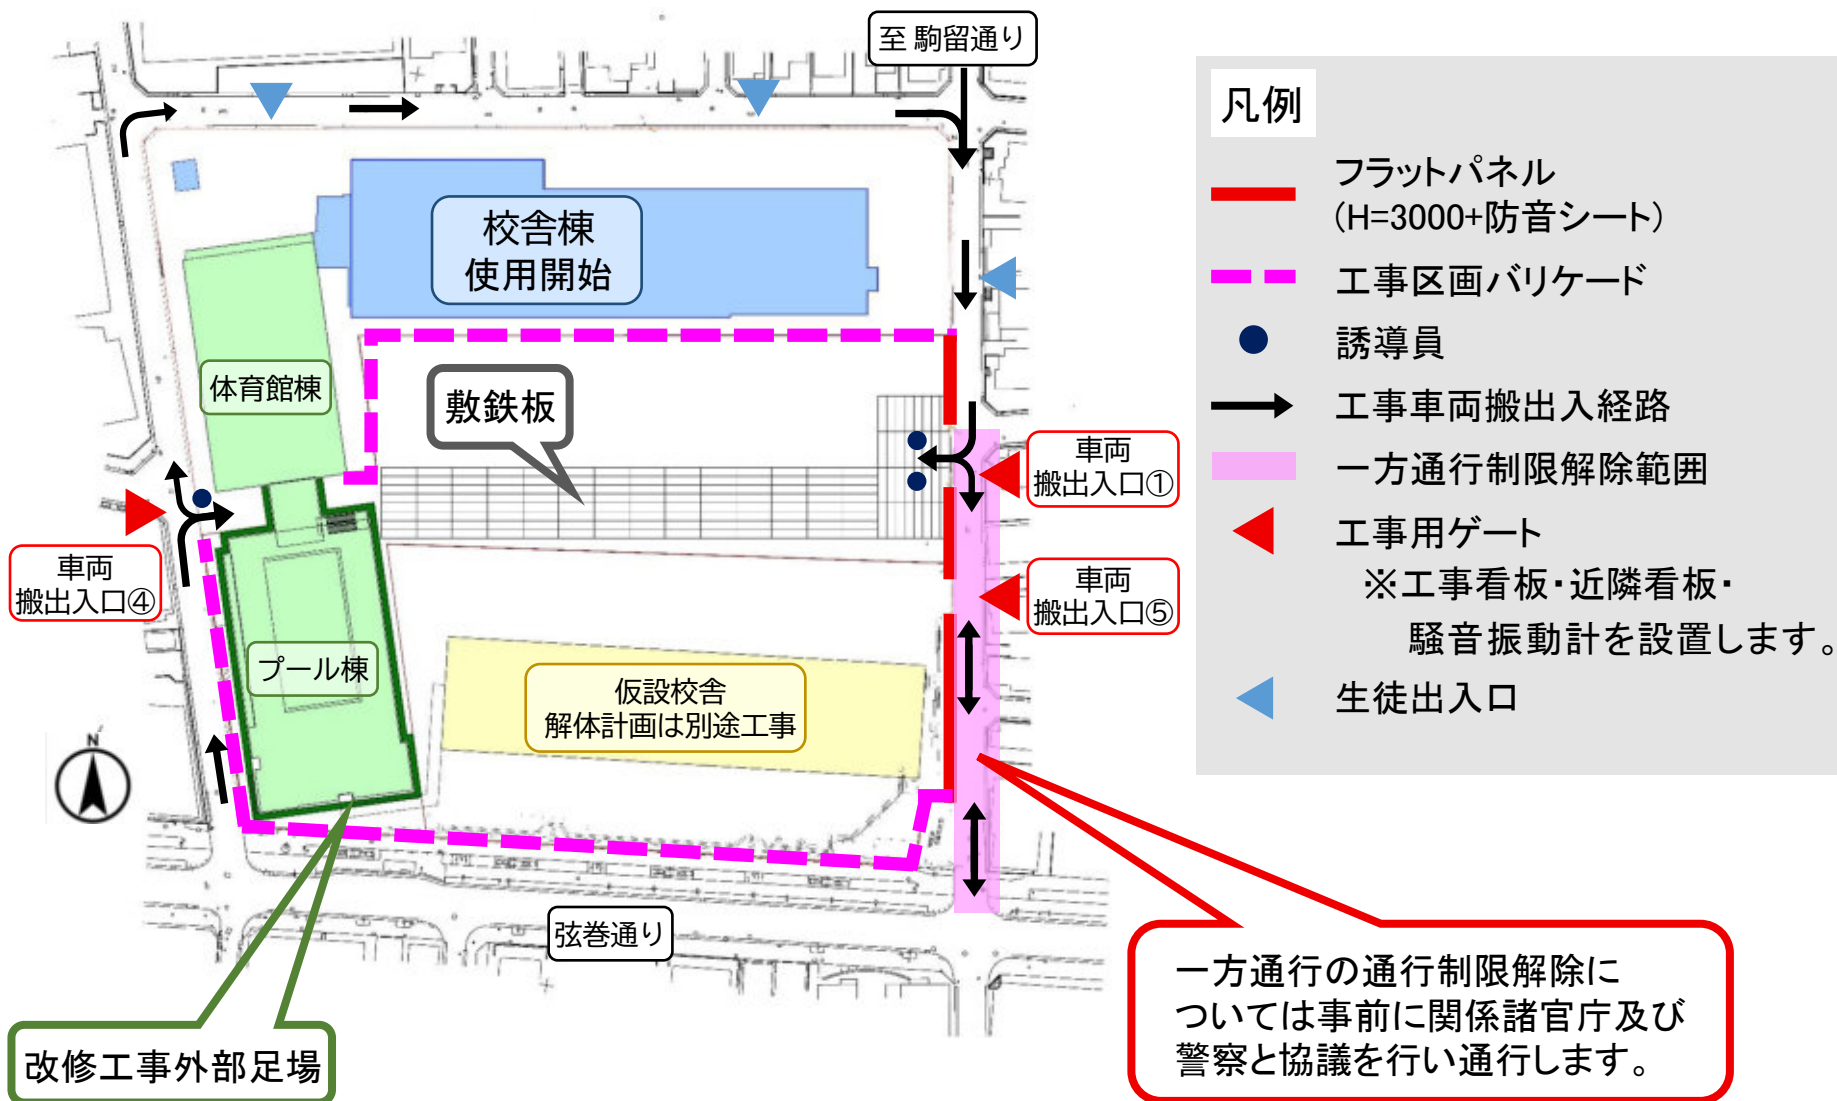 至 駒留通り
凡例
フラットパネル
（H=3000+防音シート）
工事区画バリケード
誘導員
工事車両搬出入経路
一方通行制限解除範囲
工事用ゲート
※工事看板・近隣看板・
騒音振動計を設置します。
生徒出入口
校舎棟
使用開始
体育館棟
敷鉄板
車両
搬出入口①
車両
搬出入口④
車両
搬出入口⑤
プール棟
仮設校舎
解体計画は別途工事
N
弦巻通り
改修工事外部足場
一方通行の通行制限解除に
ついては事前に関係諸官庁及び
警察と協議を行い通行します。